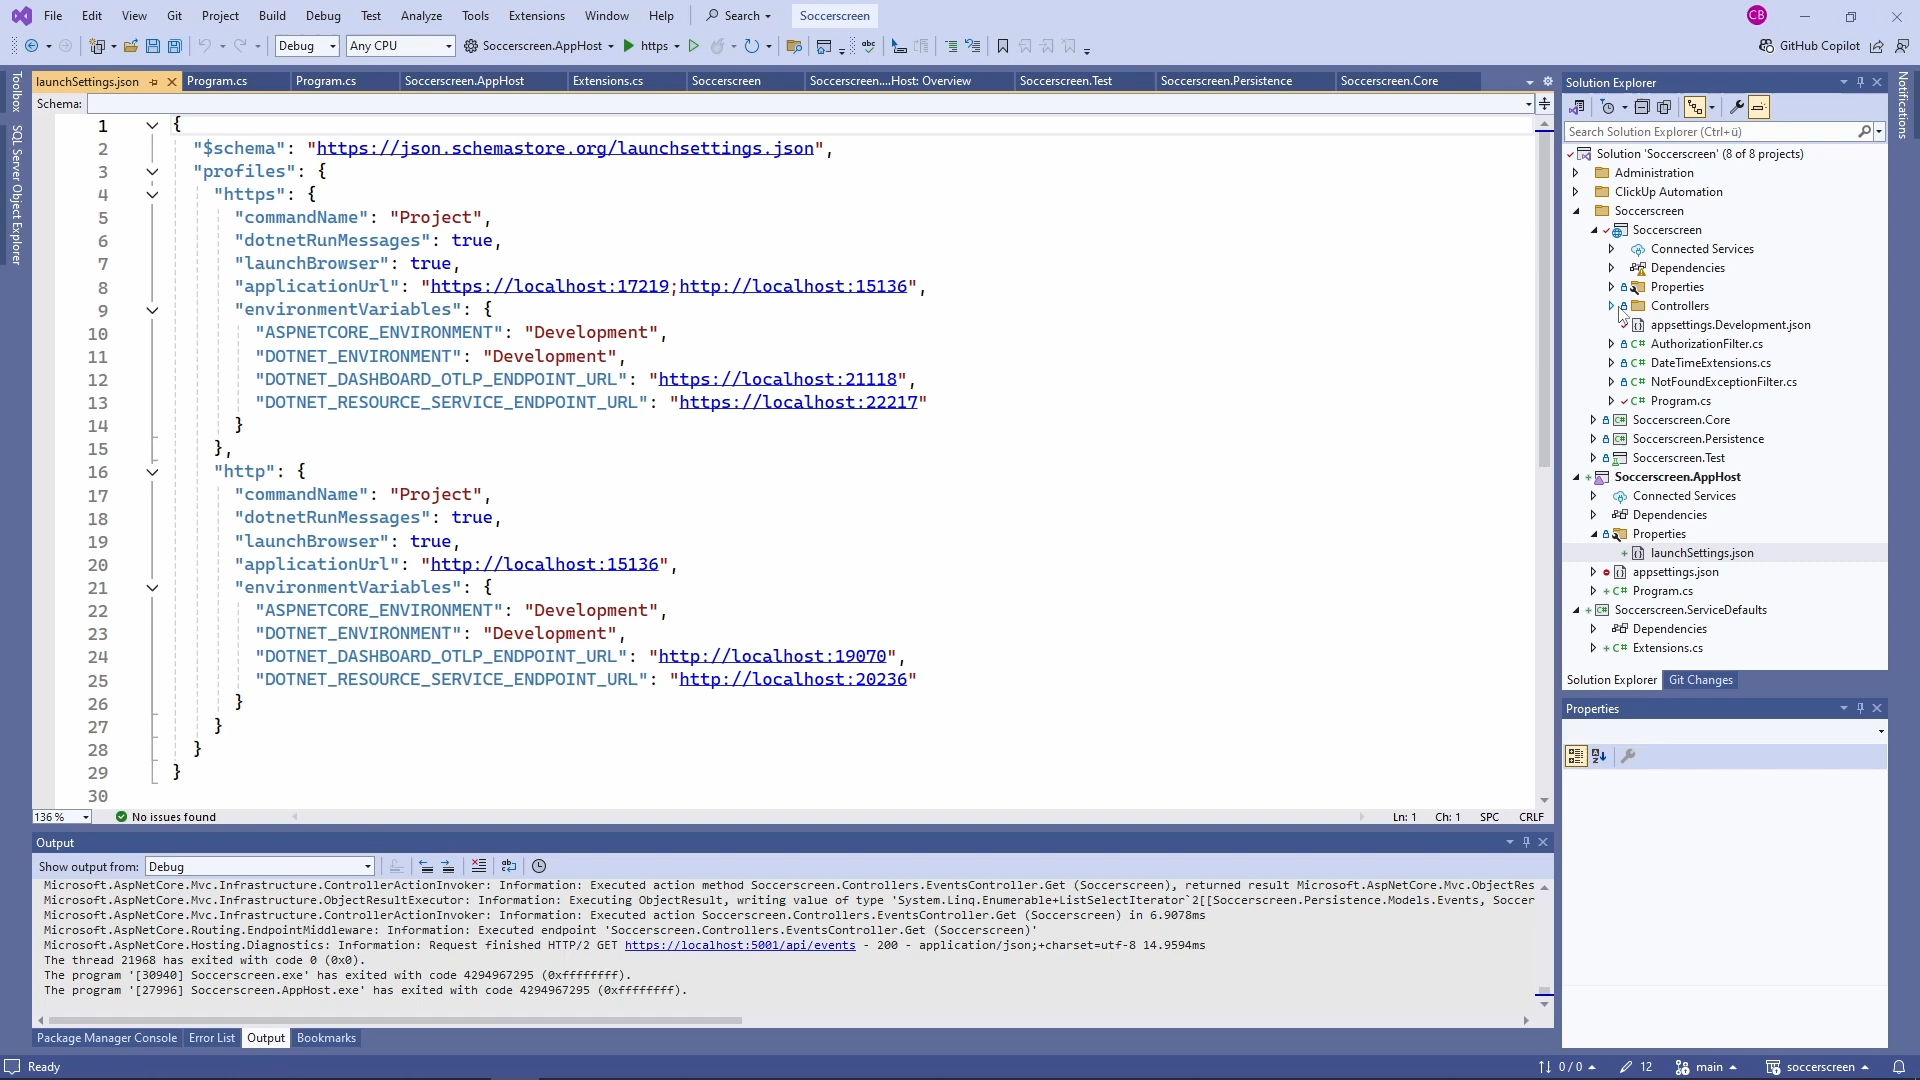 File Edit View Git Project Build Debug Test Analyze Tools Extensions Window Help Search Soccerscreen CB
Debug Any CPU Soccerscreen.AppHost https GitHub Copilot
Toolbox
SQL Server Object Explorer
Notifications
launchSettings.json Program.cs Program.cs Soccerscreen.AppHost Extensions.cs Soccerscreen Soccerscreen....Host: Overview Soccerscreen.Test Soccerscreen.Persistence Soccerscreen.Core
Schema:
1 {
2 "$schema": "https://json.schemastore.org/launchsettings.json",
3 "profiles": {
4 "https": {
5 "commandName": "Project",
6 "dotnetRunMessages": true,
7 "launchBrowser": true,
8 "applicationUrl": "https://localhost:17219;http://localhost:15136",
9 "environmentVariables": {
10 "ASPNETCORE_ENVIRONMENT": "Development",
11 "DOTNET_ENVIRONMENT": "Development",
12 "DOTNET_DASHBOARD_OTLP_ENDPOINT_URL": "https://localhost:21118",
13 "DOTNET_RESOURCE_SERVICE_ENDPOINT_URL": "https://localhost:22217"
14 }
15 },
16 "http": {
17 "commandName": "Project",
18 "dotnetRunMessages": true,
19 "launchBrowser": true,
20 "applicationUrl": "http://localhost:15136",
21 "environmentVariables": {
22 "ASPNETCORE_ENVIRONMENT": "Development",
23 "DOTNET_ENVIRONMENT": "Development",
24 "DOTNET_DASHBOARD_OTLP_ENDPOINT_URL": "http://localhost:19070",
25 "DOTNET_RESOURCE_SERVICE_ENDPOINT_URL": "http://localhost:20236"
26 }
27 }
28 }
29 }
30
136 % No issues found Ln: 1 Ch: 1 SPC CRLF
Output
Show output from: Debug
Microsoft.AspNetCore.Mvc.Infrastructure.ControllerActionInvoker: Information: Executed action method Soccerscreen.Controllers.EventsController.Get (Soccerscreen), returned result Microsoft.AspNetCore.Mvc.ObjectRes
Microsoft.AspNetCore.Mvc.Infrastructure.ObjectResultExecutor: Information: Executing ObjectResult, writing value of type 'System.Linq.Enumerable+ListSelectIterator`2[[Soccerscreen.Persistence.Models.Events, Soccer
Microsoft.AspNetCore.Mvc.Infrastructure.ControllerActionInvoker: Information: Executed action Soccerscreen.Controllers.EventsController.Get (Soccerscreen) in 6.9078ms
Microsoft.AspNetCore.Routing.EndpointMiddleware: Information: Executed endpoint 'Soccerscreen.Controllers.EventsController.Get (Soccerscreen)'
Microsoft.AspNetCore.Hosting.Diagnostics: Information: Request finished HTTP/2 GET https://localhost:5001/api/events - 200 - application/json;+charset=utf-8 14.9594ms
The thread 21968 has exited with code 0 (0x0).
The program '[30940] Soccerscreen.exe' has exited with code 4294967295 (0xffffffff).
The program '[27996] Soccerscreen.AppHost.exe' has exited with code 4294967295 (0xffffffff).
Package Manager Console Error List Output Bookmarks
Solution Explorer
Search Solution Explorer (Ctrl+ü)
Solution 'Soccerscreen' (8 of 8 projects)
Administration
ClickUp Automation
Soccerscreen
Soccerscreen
Connected Services
Dependencies
Properties
Controllers
appsettings.Development.json
C# AuthorizationFilter.cs
C# DateTimeExtensions.cs
C# NotFoundExceptionFilter.cs
C# Program.cs
Soccerscreen.Core
Soccerscreen.Persistence
Soccerscreen.Test
Soccerscreen.AppHost
Connected Services
Dependencies
Properties
launchSettings.json
appsettings.json
C# Program.cs
Soccerscreen.ServiceDefaults
Dependencies
C# Extensions.cs
Solution Explorer Git Changes
Properties
Ready 0 / 0 12 main soccerscreen